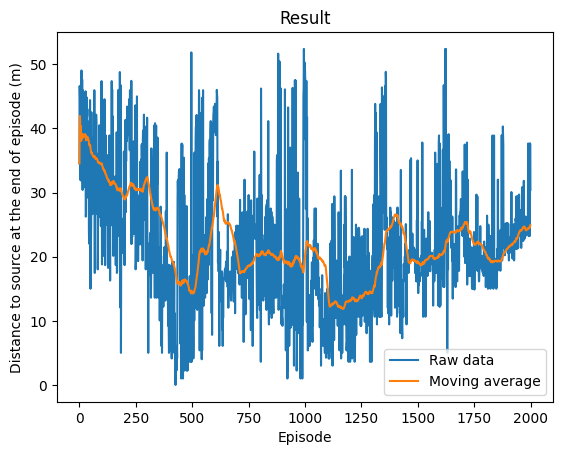 Result
Distance to source at the end of episode (m)
50
40
30
20
10
0
Raw data
Moving average
0 250 500 750 1000 1250 1500 1750 2000
Episode